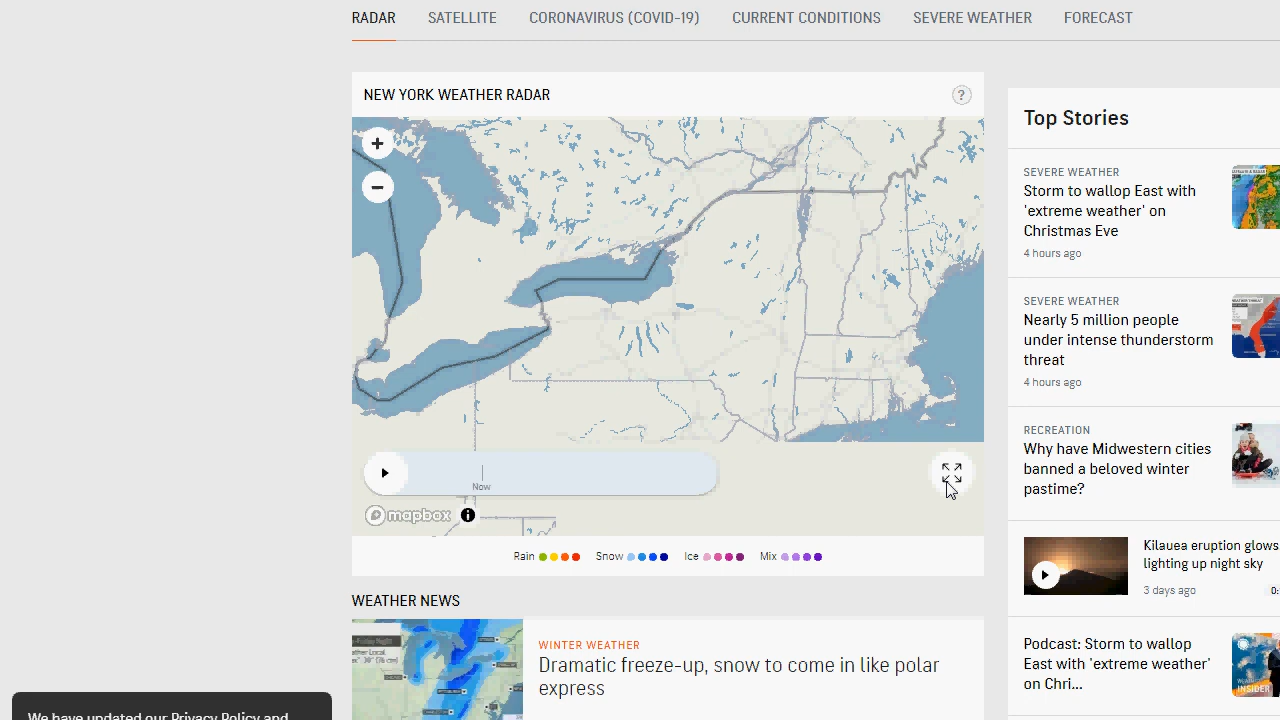 RADAR SATELLITE CORONAVIRUS (COVID-19) CURRENT CONDITIONS SEVERE WEATHER FORECAST
NEW YORK WEATHER RADAR
?
+
−
Now
mapbox
i
Rain Snow Ice Mix
WEATHER NEWS
WINTER WEATHER
Dramatic freeze-up, snow to come in like polar
express
Top Stories
SEVERE WEATHER
Storm to wallop East with
'extreme weather' on
Christmas Eve
4 hours ago
SEVERE WEATHER
Nearly 5 million people
under intense thunderstorm
threat
4 hours ago
RECREATION
Why have Midwestern cities
banned a beloved winter
pastime?
Kilauea eruption glows
lighting up night sky
3 days ago
0:
Podcast: Storm to wallop
East with 'extreme weather'
on Chri...
INSIDER
We have updated our Privacy Policy and